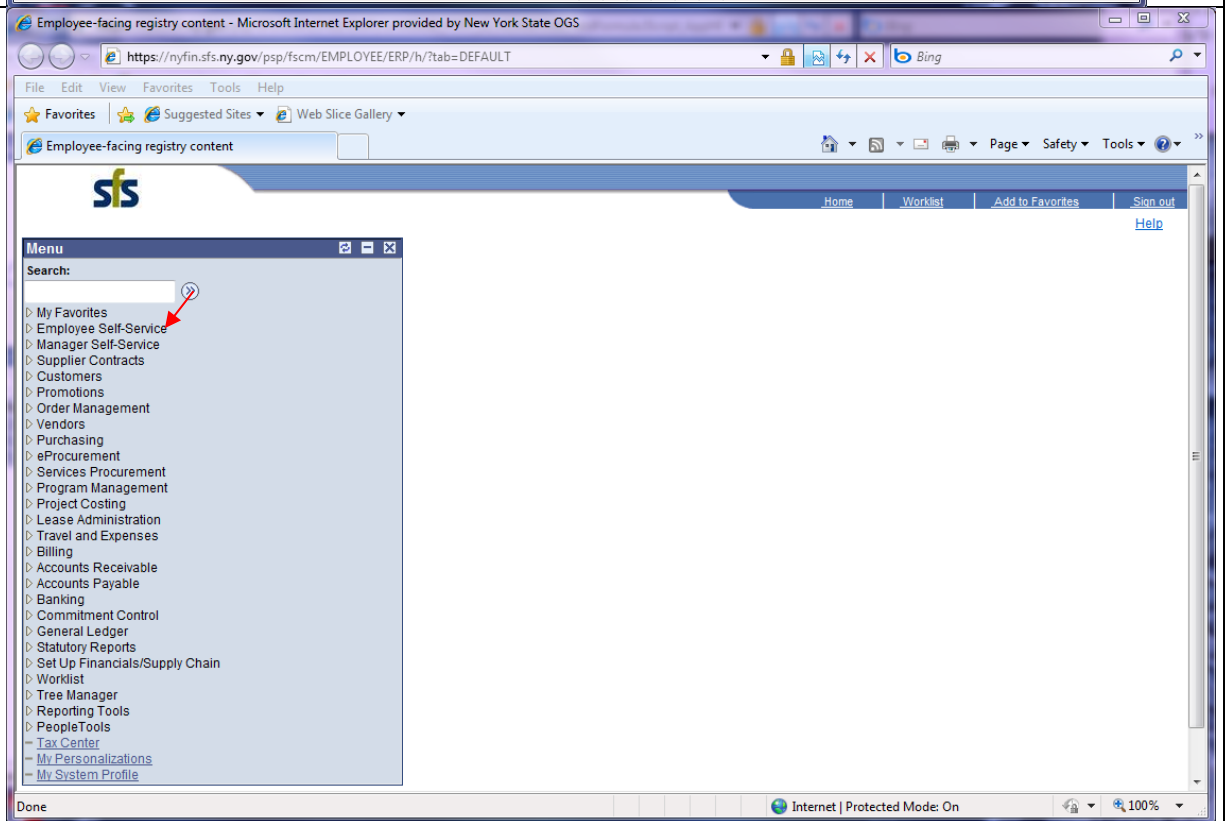 Employee-facing registry content - Microsoft Internet Explorer provided by New York State OGS
https://nyfin.sfs.ny.gov/psp/fscm/EMPLOYEE/ERP/h/?tab=DEFAULT
Bing
File Edit View Favorites Tools Help
Favorites Suggested Sites Web Slice Gallery
Employee-facing registry content Page Safety Tools
sfs
Home Worklist Add to Favorites Sign out
Help
Menu
Search:
My Favorites
Employee Self-Service
Manager Self-Service
Supplier Contracts
Customers
Promotions
Order Management
Vendors
Purchasing
eProcurement
Services Procurement
Program Management
Project Costing
Lease Administration
Travel and Expenses
Billing
Accounts Receivable
Accounts Payable
Banking
Commitment Control
General Ledger
Statutory Reports
Set Up Financials/Supply Chain
Worklist
Tree Manager
Reporting Tools
PeopleTools
Tax Center
My Personalizations
My System Profile
Done Internet | Protected Mode: On 100%